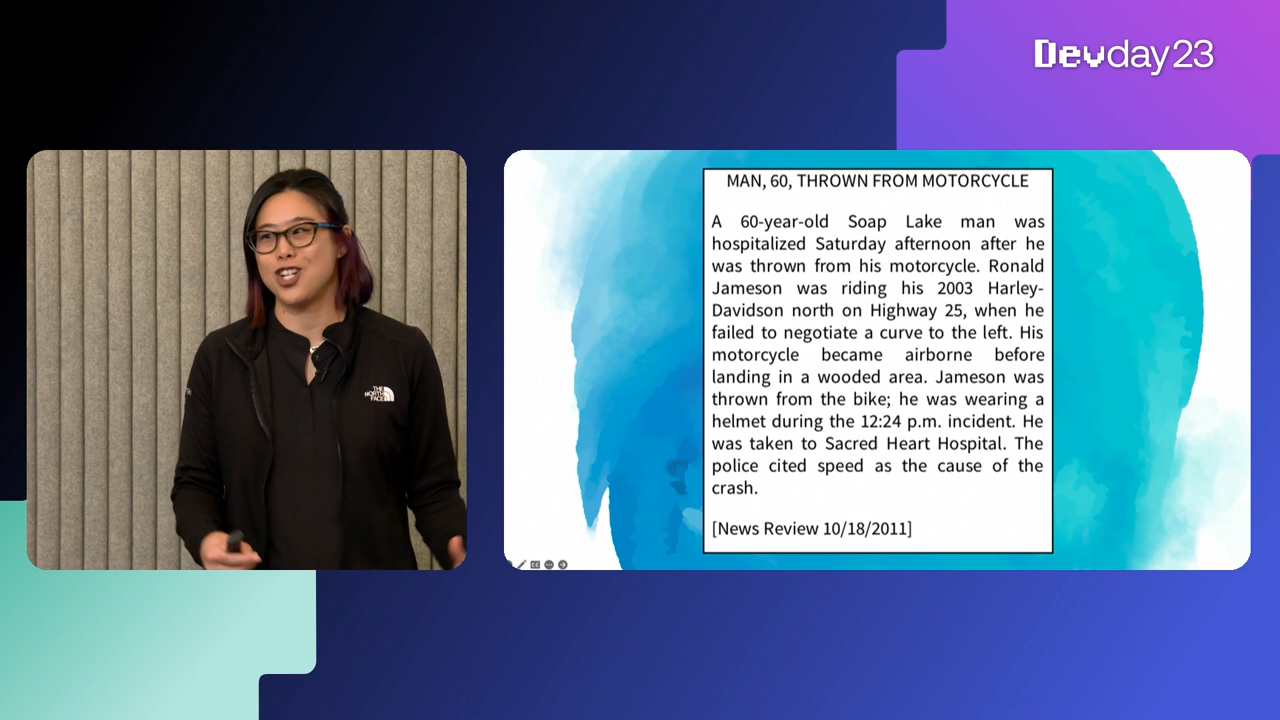 Devday23
THE
NORTH
FACE
MAN, 60, THROWN FROM MOTORCYCLE
A 60-year-old Soap Lake man was
hospitalized Saturday afternoon after he
was thrown from his motorcycle. Ronald
Jameson was riding his 2003 Harley-
Davidson north on Highway 25, when he
failed to negotiate a curve to the left. His
motorcycle became airborne before
landing in a wooded area. Jameson was
thrown from the bike; he was wearing a
helmet during the 12:24 p.m. incident. He
was taken to Sacred Heart Hospital. The
police cited speed as the cause of the
crash.
[News Review 10/18/2011]